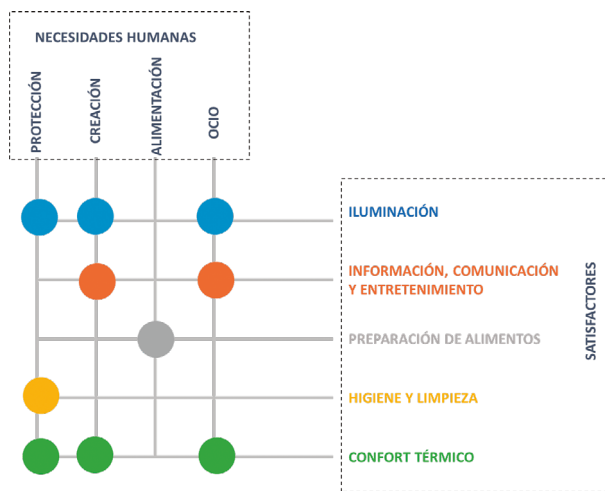 NECESIDADES HUMANAS
PROTECCIÓN
CREACIÓN
ALIMENTACIÓN
OCIO
ILUMINACIÓN
INFORMACIÓN, COMUNICACIÓN
Y ENTRETENIMIENTO
PREPARACIÓN DE ALIMENTOS
HIGIENE Y LIMPIEZA
CONFORT TÉRMICO
SATISFACTORES